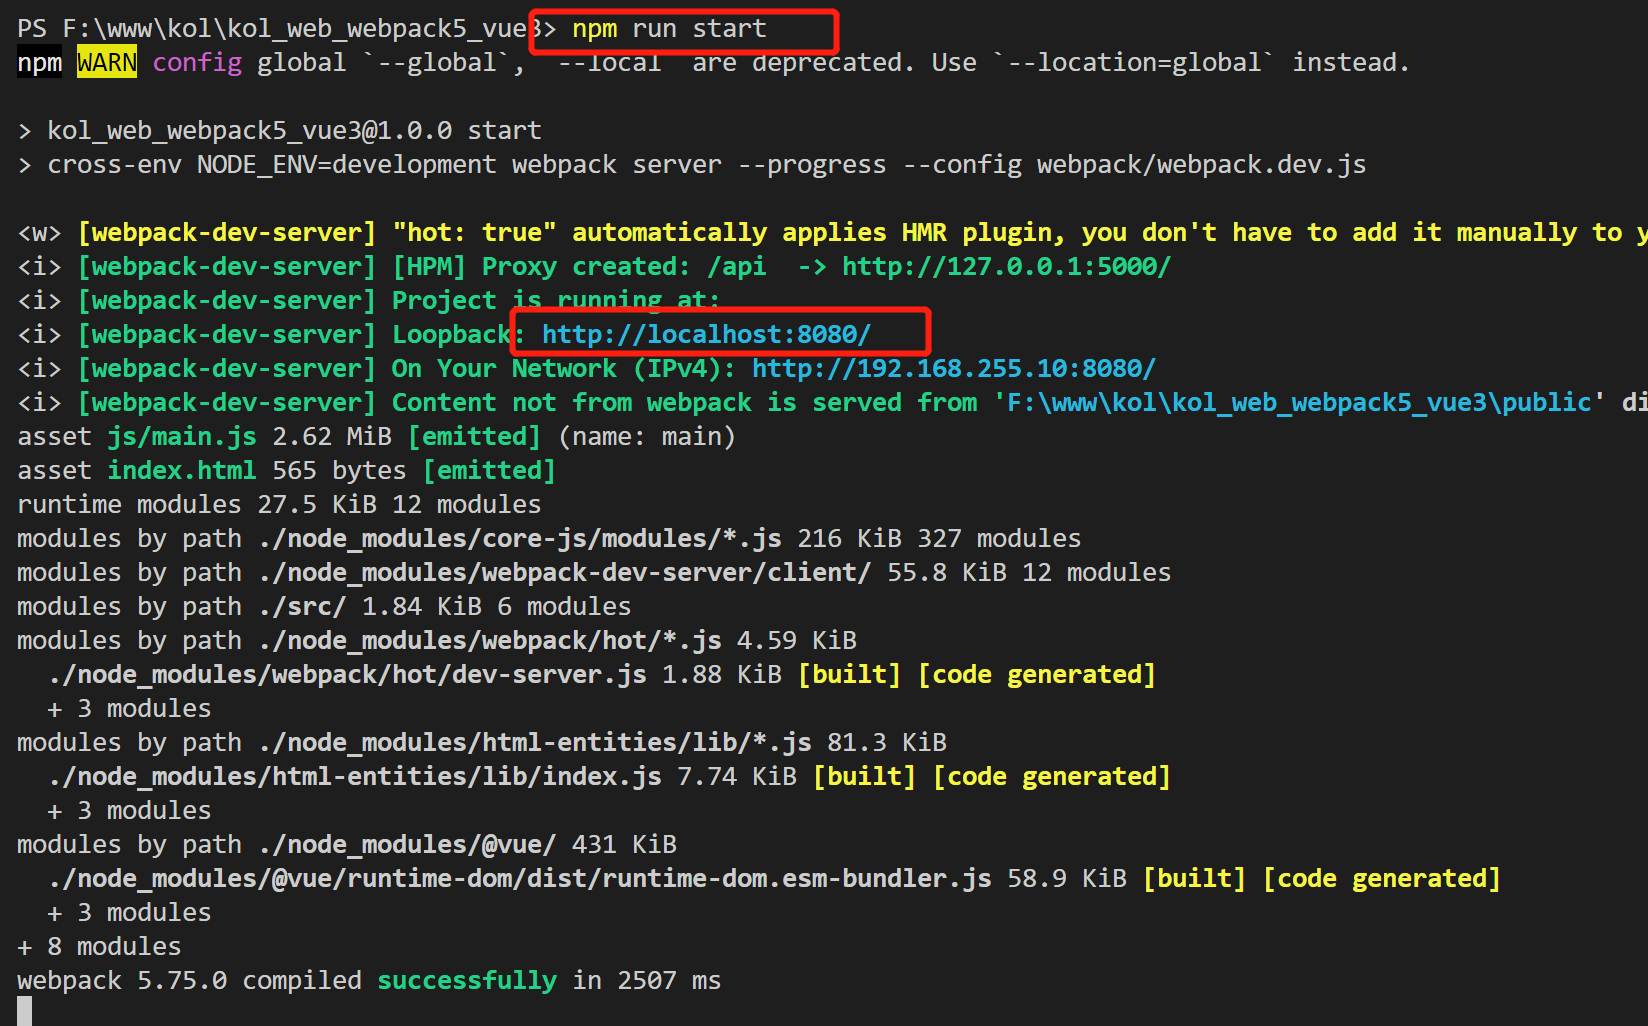 PS F:\www\kol\kol_web_webpack5_vue3> npm run start
npm WARN config global `--global`, `--local` are deprecated. Use `--location=global` instead.
> kol_web_webpack5_vue3@1.0.0 start
> cross-env NODE_ENV=development webpack server --progress --config webpack/webpack.dev.js
<w> [webpack-dev-server] "hot: true" automatically applies HMR plugin, you don't have to add it manually to y
<i> [webpack-dev-server] [HPM] Proxy created: /api  -> http://127.0.0.1:5000/
<i> [webpack-dev-server] Project is running at:
<i> [webpack-dev-server] Loopback: http://localhost:8080/
<i> [webpack-dev-server] On Your Network (IPv4): http://192.168.255.10:8080/
<i> [webpack-dev-server] Content not from webpack is served from 'F:\www\kol\kol_web_webpack5_vue3\public' di
asset js/main.js 2.62 MiB [emitted] (name: main)
asset index.html 565 bytes [emitted]
runtime modules 27.5 KiB 12 modules
modules by path ./node_modules/core-js/modules/*.js 216 KiB 327 modules
modules by path ./node_modules/webpack-dev-server/client/ 55.8 KiB 12 modules
modules by path ./src/ 1.84 KiB 6 modules
modules by path ./node_modules/webpack/hot/*.js 4.59 KiB
  ./node_modules/webpack/hot/dev-server.js 1.88 KiB [built] [code generated]
  + 3 modules
modules by path ./node_modules/html-entities/lib/*.js 81.3 KiB
  ./node_modules/html-entities/lib/index.js 7.74 KiB [built] [code generated]
  + 3 modules
modules by path ./node_modules/@vue/ 431 KiB
  ./node_modules/@vue/runtime-dom/dist/runtime-dom.esm-bundler.js 58.9 KiB [built] [code generated]
  + 3 modules
+ 8 modules
webpack 5.75.0 compiled successfully in 2507 ms